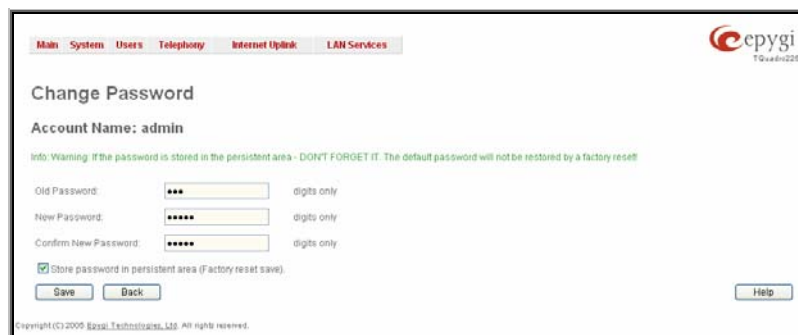 Main System Users Telephony Internet Uplink LAN Services
epygi
Change Password
Account Name: admin
Info: Warning: If the password is stored in the persistent area - DON'T FORGET IT. The default password will not be restored by a factory reset!
Old Password: ●●● digits only
New Password: ●●●●● digits only
Confirm New Password: ●●●●● digits only
Store password in persistent area (Factory reset save).
Save Back Help
Copyright (C) 2006 Epygi Technologies, Ltd. All rights reserved.